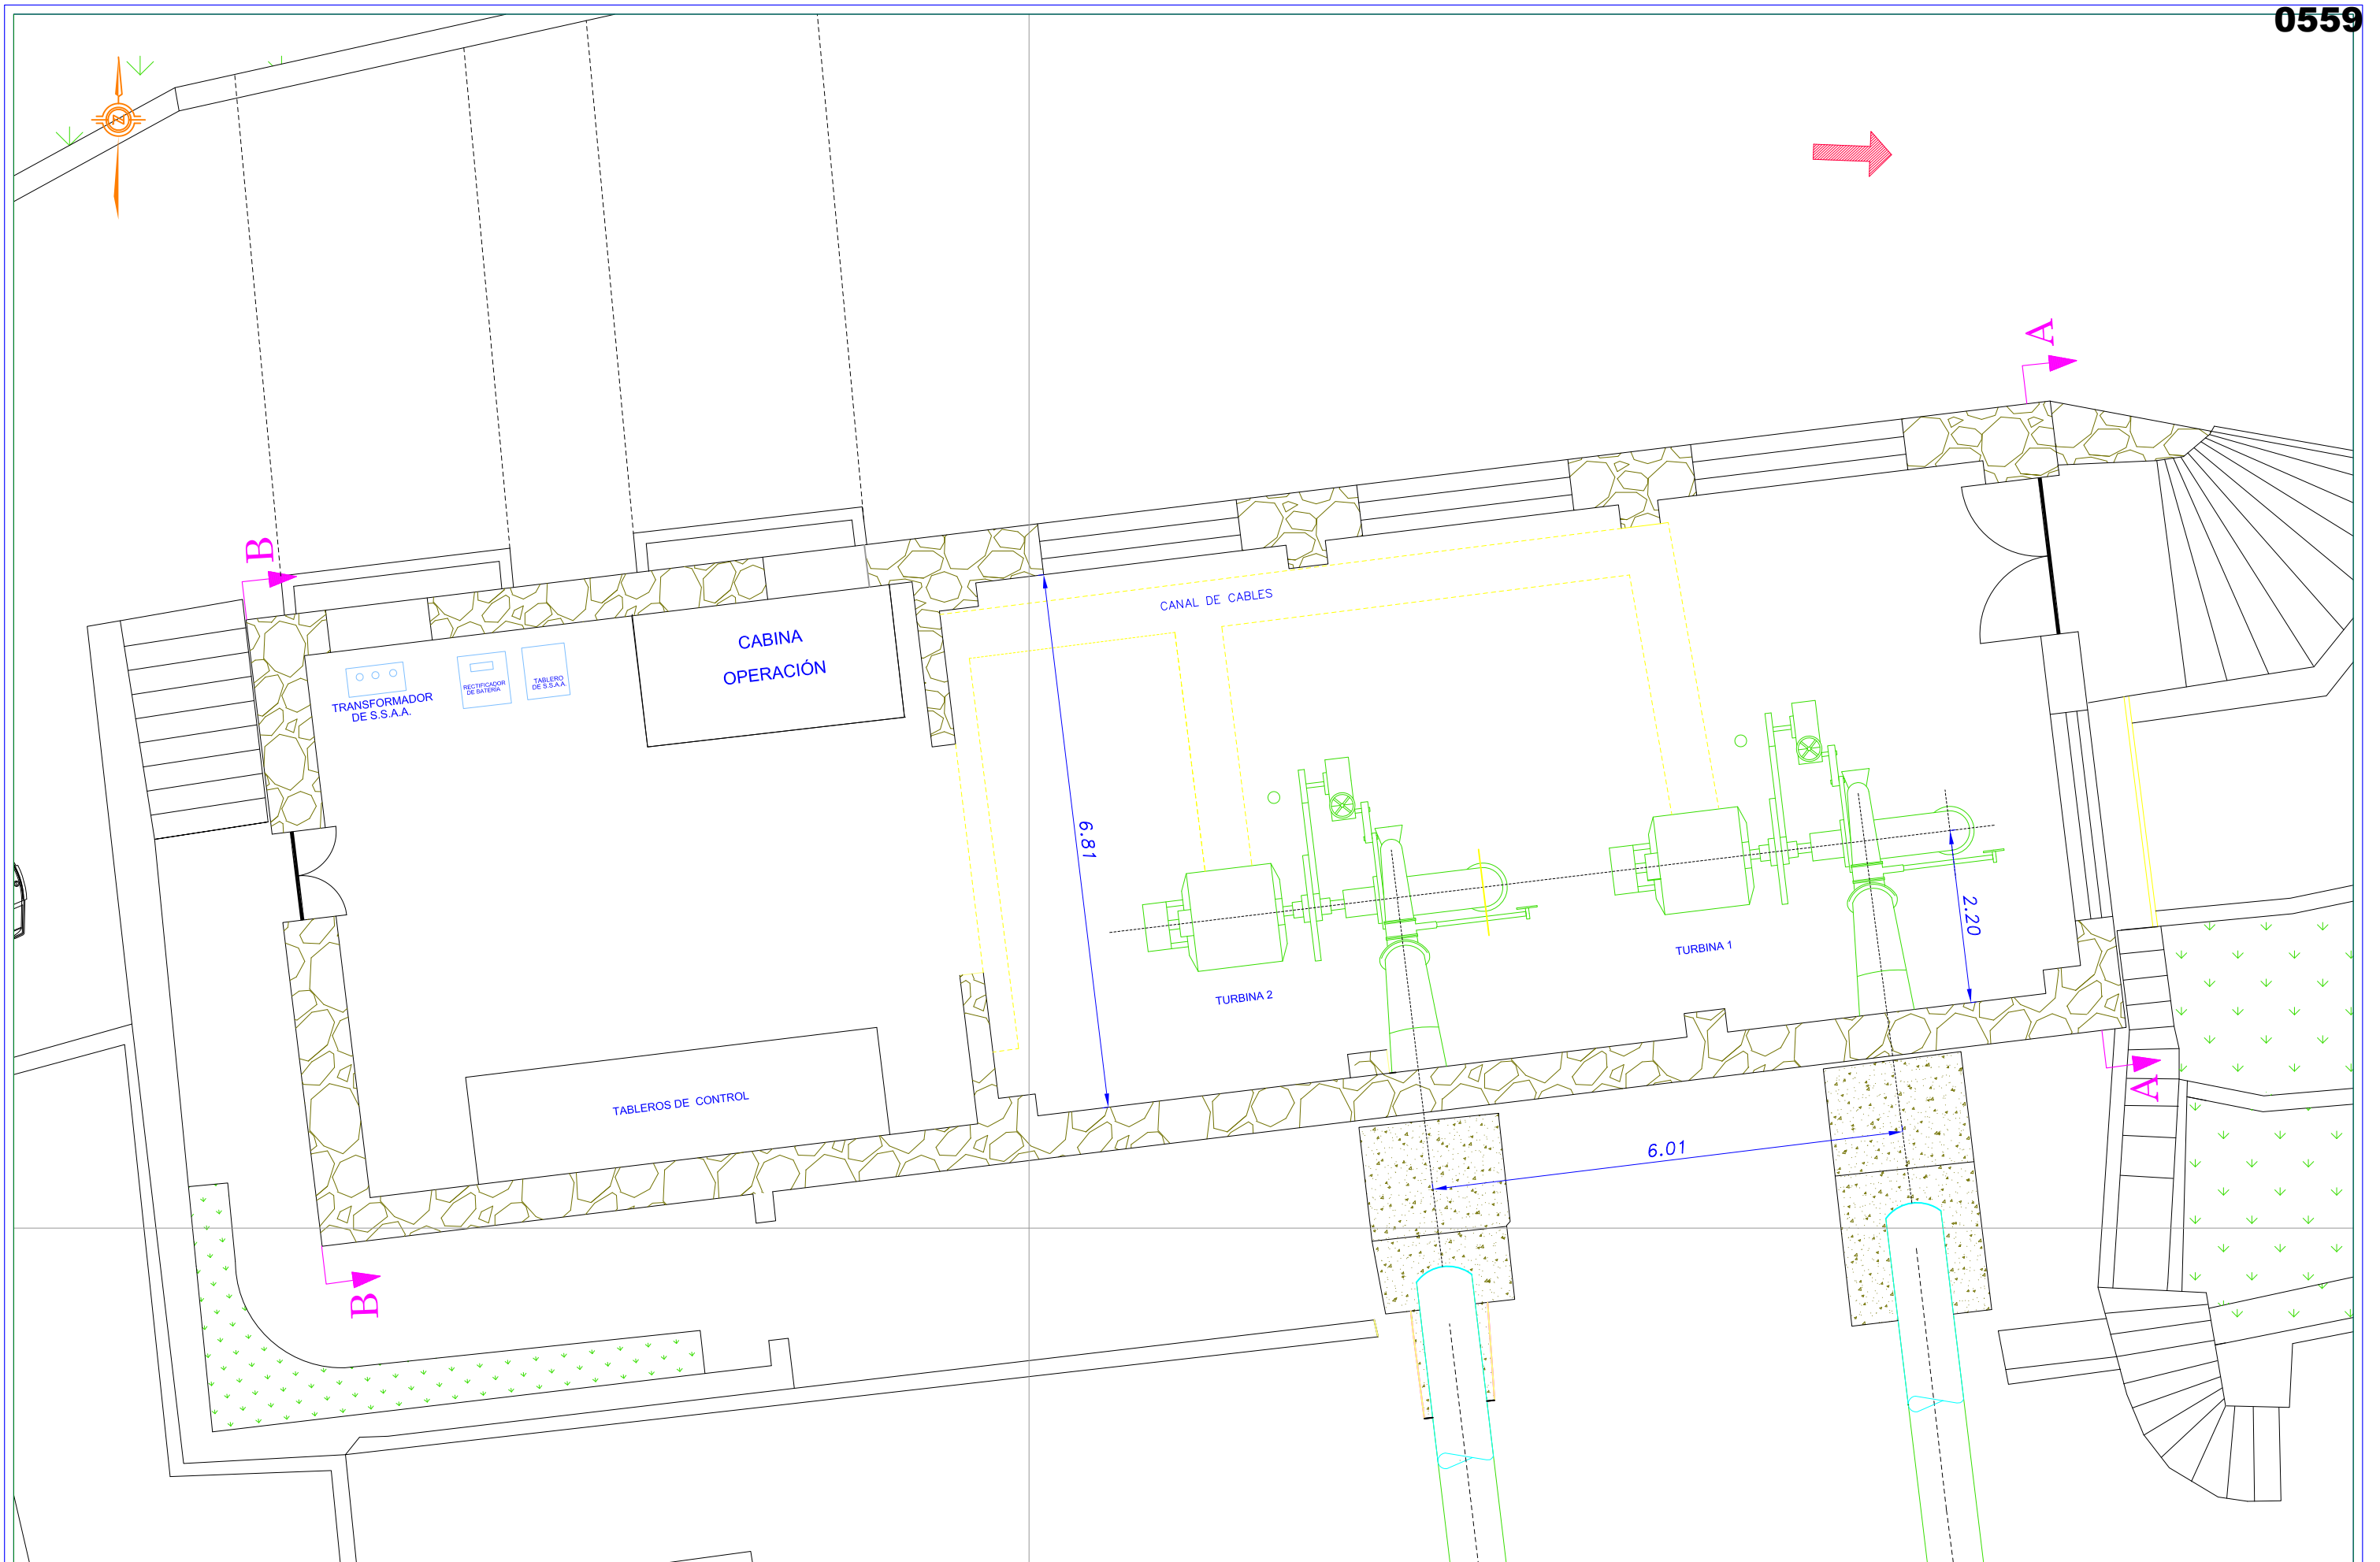 0559
A
B
CANAL DE CABLES
CABINA
OPERACIÓN
TRANSFORMADOR
DE S.S.A.A.
RECTIFICADOR
DE BATERIA
TABLERO
DE S.S.A.A.
6.81
2.20
TURBINA 1
TURBINA 2
A
TABLEROS DE CONTROL
6.01
B